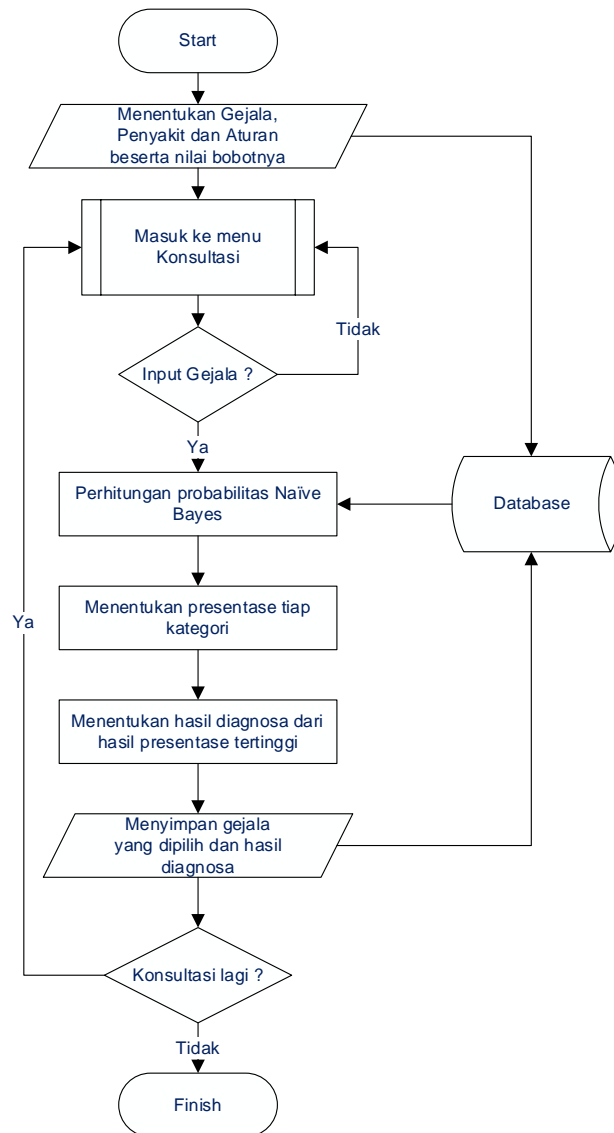 Start
Menentukan Gejala,
Penyakit dan Aturan
beserta nilai bobotnya
Masuk ke menu
Konsultasi
Tidak
Input Gejala ?
Ya
Perhitungan probabilitas Naïve
Bayes
Database
Menentukan presentase tiap
kategori
Ya
Menentukan hasil diagnosa dari
hasil presentase tertinggi
Menyimpan gejala
yang dipilih dan hasil
diagnosa
Konsultasi lagi ?
Tidak
Finish